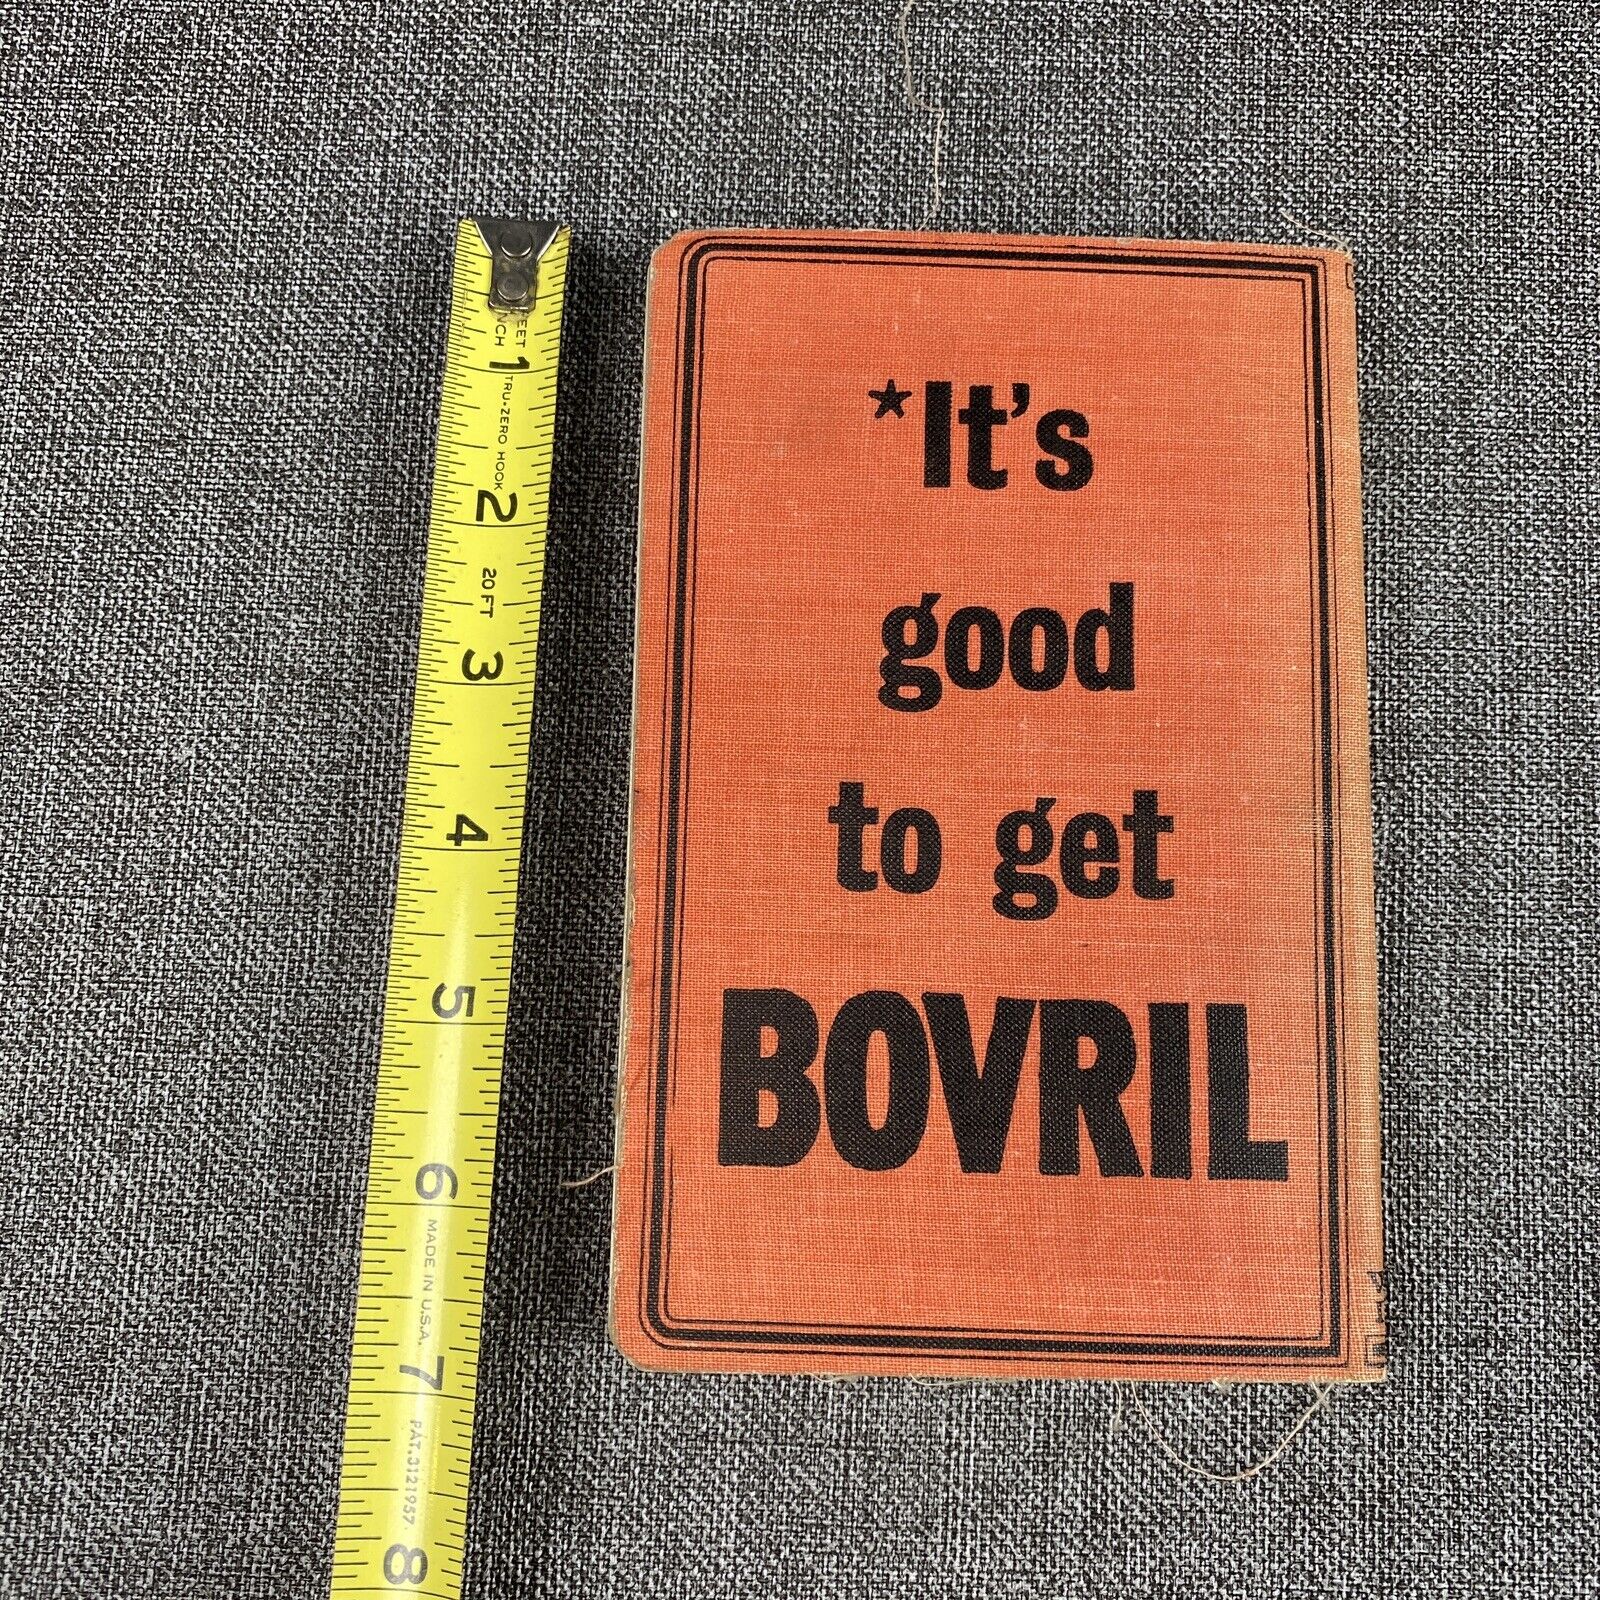 *It's
good
to get
BOVRIL
FEET
INCH
1
TRU-ZERO HOOK
2
20 FT
3
4
5
6
MADE IN U.S.A.
7
PAT. 3121957
8